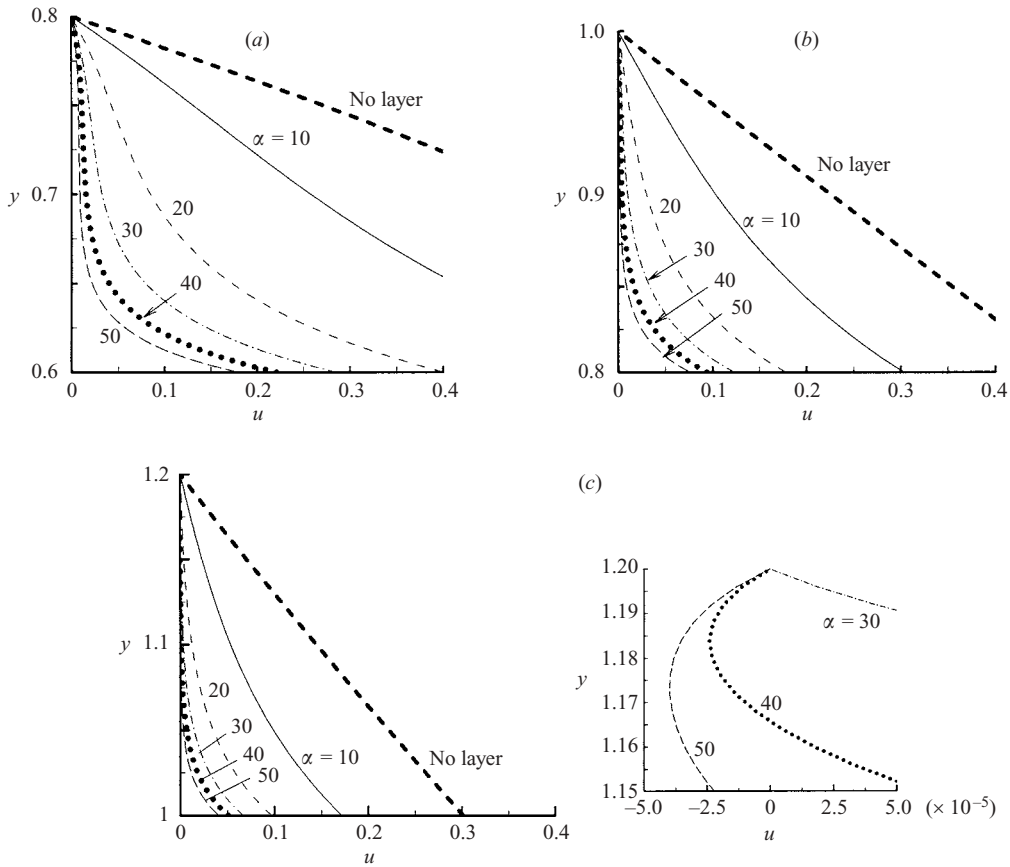 (a)
0.8
No layer
α = 10
y
0.7
20
30
40
50
0.6
0
0.1
0.2
0.3
0.4
u
(b)
1.0
No layer
α = 10
y
0.9
20
30
40
50
0.8
0
0.1
0.2
0.3
0.4
u
(c)
1.2
y
1.1
20
30
40
50
α = 10
No layer
1
0
0.1
0.2
0.3
0.4
u
1.20
1.19
α = 30
1.18
y
1.17
40
50
1.16
1.15
−5.0
−2.5
0
2.5
5.0
(× 10⁻⁵)
u